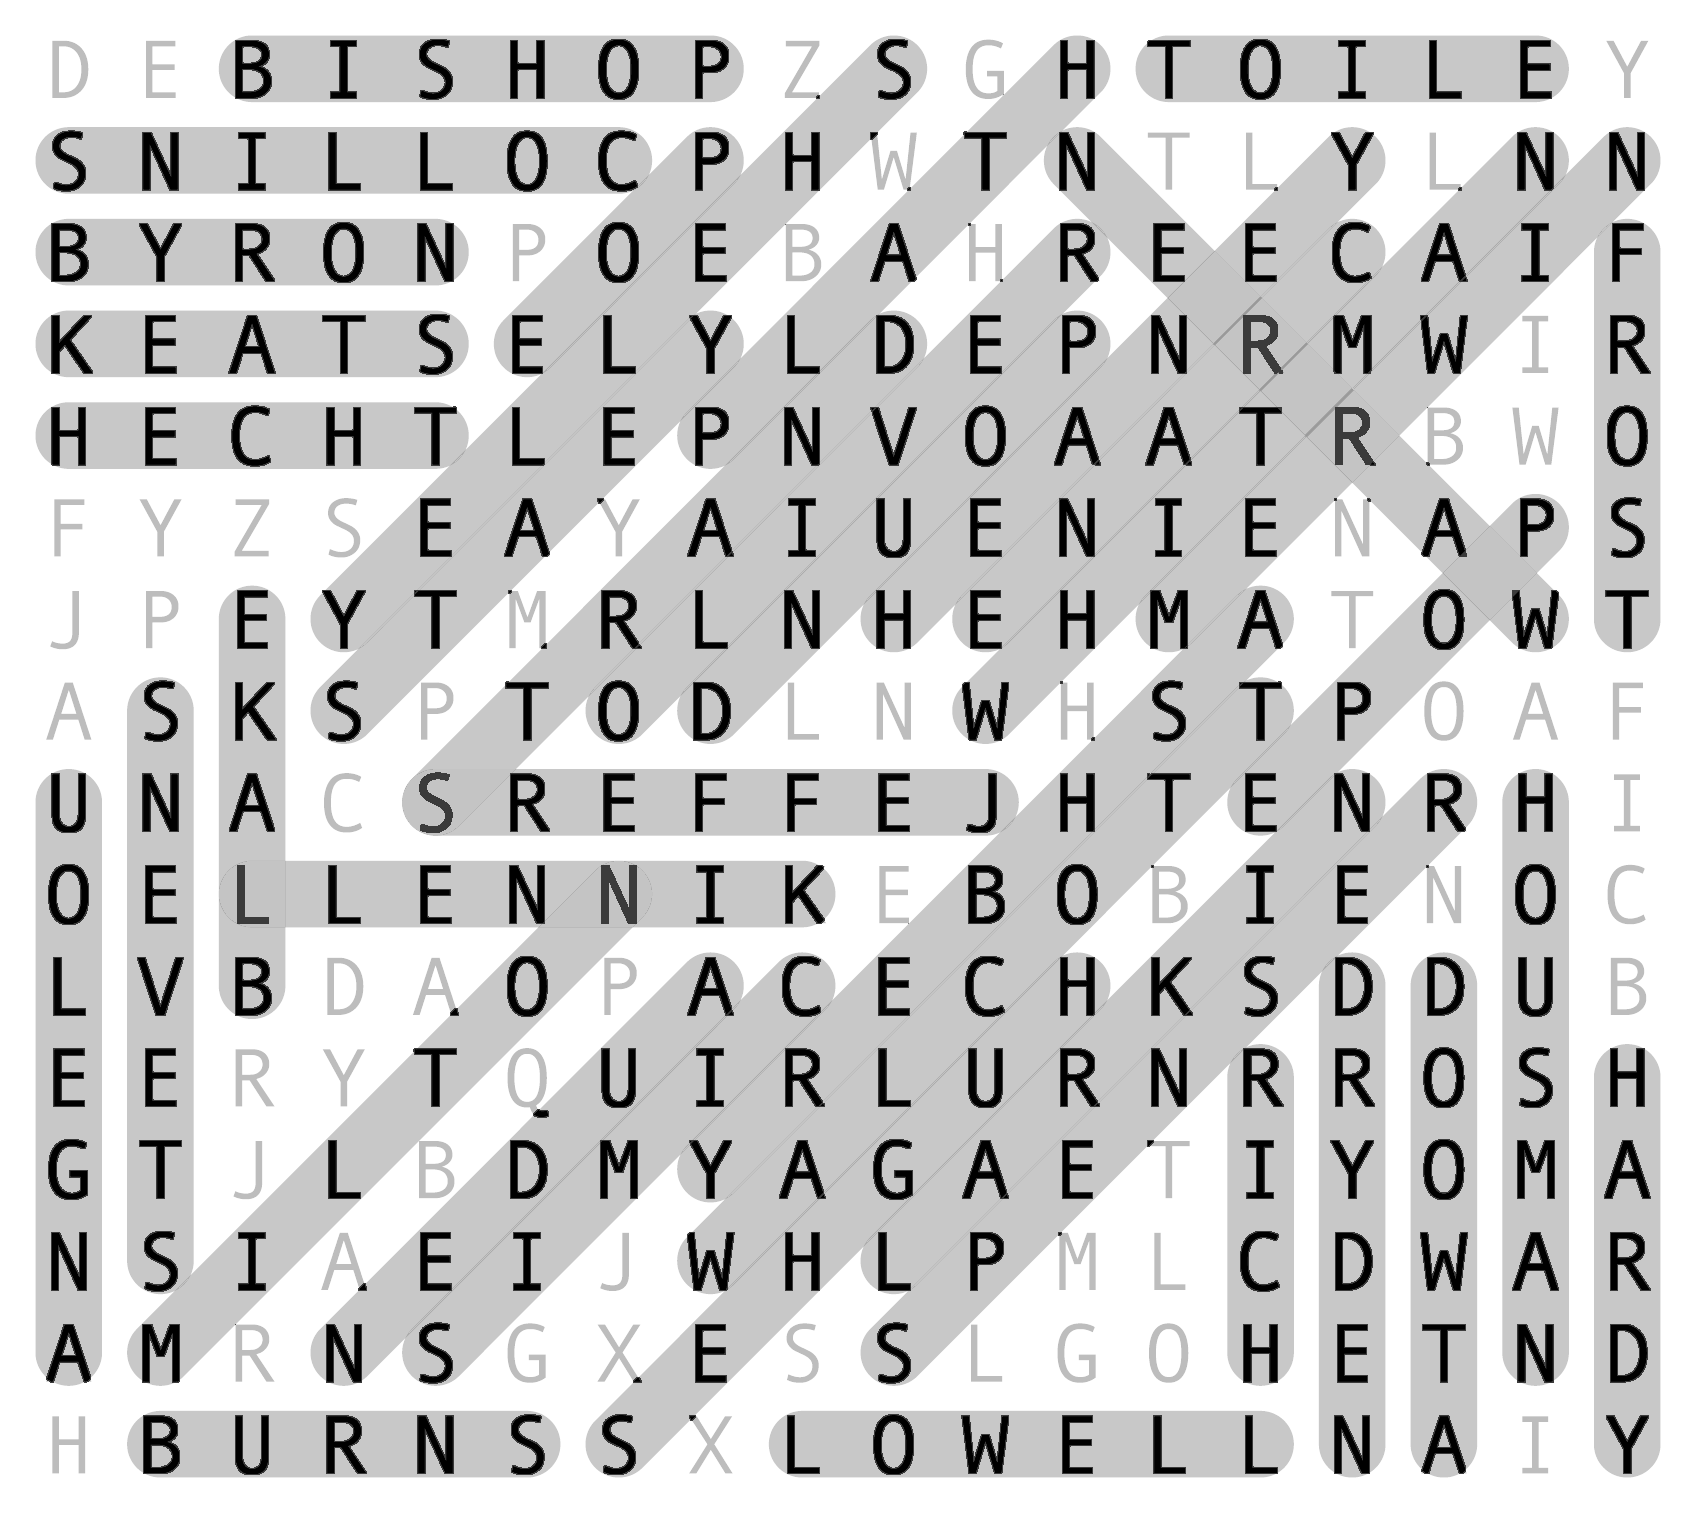 D E B I S H O P Z S G H T O I L E Y
S N I L L O C P H W T N T L Y L N N
B Y R O N P O E B A H R E E C A I F
K E A T S E L Y L D E P N R M W I R
H E C H T L E P N V O A A T R B W O
F Y Z S E A Y A I U E N I E N A P S
J P E Y T M R L N H E H M A T O W T
A S K S P T O D L N W H S T P O A F
U N A C S R E F F E J H T E N R H I
O E L L E N N I K E B O B I E N O C
L V B D A O P A C E C H K S D D U B
E E R Y T Q U I R L U R N R R O S H
G T J L B D M Y A G A E T I Y O M A
N S I A E I J W H L P M L C D W A R
A M R N S G X E S S L G O H E T N D
H B U R N S S X L O W E L L N A I Y